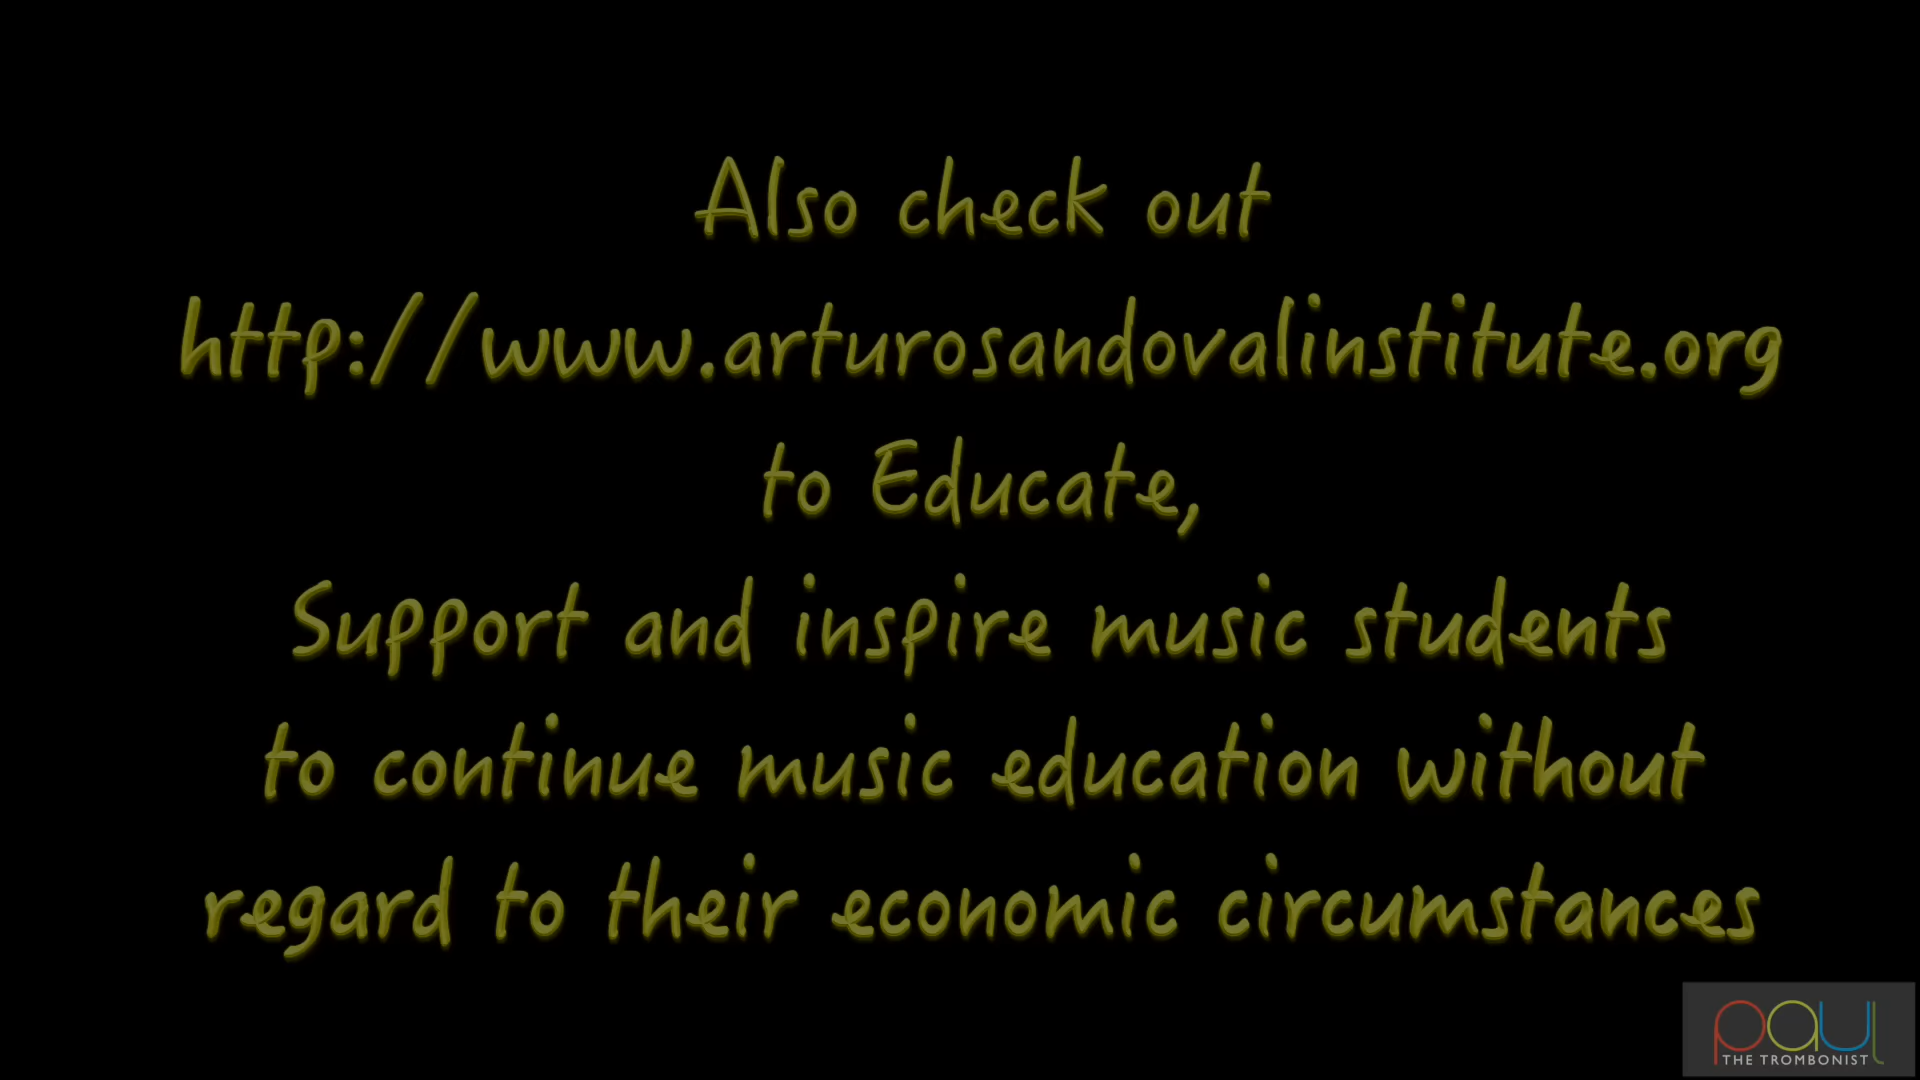 Also check out
http://www.arturosandovalinstitute.org
to Educate,
Support and inspire music students
to continue music education without
regard to their economic circumstances
paul
THE TROMBONIST